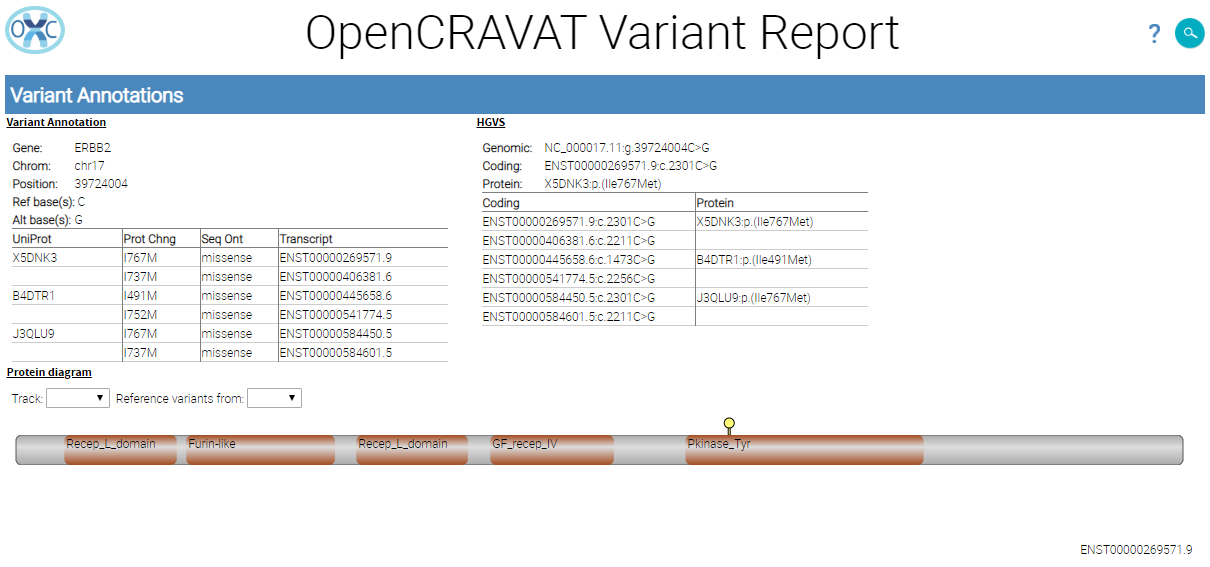 OXC
OpenCRAVAT Variant Report
?
Variant Annotations
Variant Annotation
Gene: ERBB2
Chrom: chr17
Position: 39724004
Ref base(s): C
Alt base(s): G
UniProt Prot Chng Seq Ont Transcript
X5DNK3 I767M missense ENST00000269571.9
I737M missense ENST00000406381.6
B4DTR1 I491M missense ENST00000445658.6
I752M missense ENST00000541774.5
J3QLU9 I767M missense ENST00000584450.5
I737M missense ENST00000584601.5
HGVS
Genomic: NC_000017.11:g.39724004C>G
Coding: ENST00000269571.9:c.2301C>G
Protein: X5DNK3:p.(Ile767Met)
Coding Protein
ENST00000269571.9:c.2301C>G X5DNK3:p.(Ile767Met)
ENST00000406381.6:c.2211C>G
ENST00000445658.6:c.1473C>G B4DTR1:p.(Ile491Met)
ENST00000541774.5:c.2256C>G
ENST00000584450.5:c.2301C>G J3QLU9:p.(Ile767Met)
ENST00000584601.5:c.2211C>G
Protein diagram
Track: Reference variants from:
Recep_L_domain Furin-like Recep_L_domain GF_recep_IV Pkinase_Tyr
ENST00000269571.9